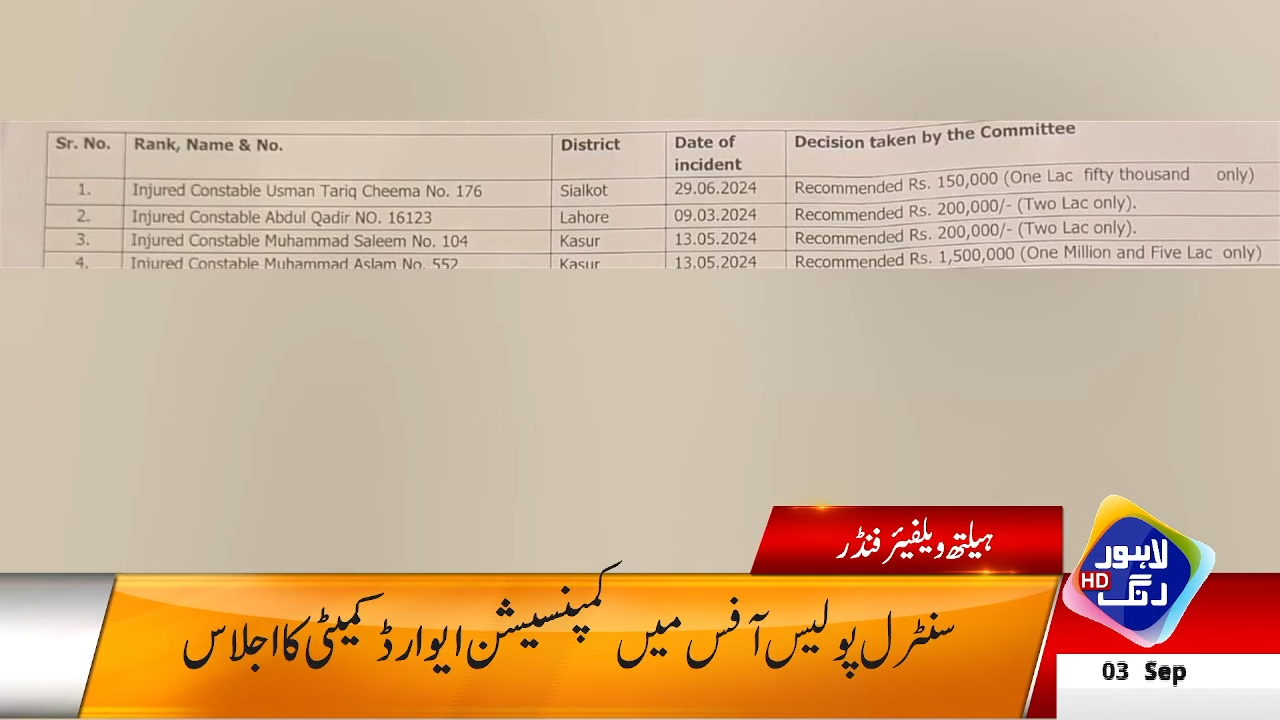 Sr. No. Rank, Name & No. District Date of incident Decision taken by the Committee
1. Injured Constable Usman Tariq Cheema No. 176 Sialkot 29.06.2024 Recommended Rs. 150,000 (One Lac fifty thousand only)
2. Injured Constable Abdul Qadir NO. 16123 Lahore 09.03.2024 Recommended Rs. 200,000/- (Two Lac only).
3. Injured Constable Muhammad Saleem No. 104 Kasur 13.05.2024 Recommended Rs. 200,000/- (Two Lac only).
4. Injured Constable Muhammad Aslam No. 552 Kasur 13.05.2024 Recommended Rs. 1,500,000 (One Million and Five Lac only)
ہیلتھ ویلفیئر فنڈز
سنٹرل پولیس آفس میں کمپنسیشن ایوارڈ کمیٹی کا اجلاس
لاہور
HD رنگ
03 Sep